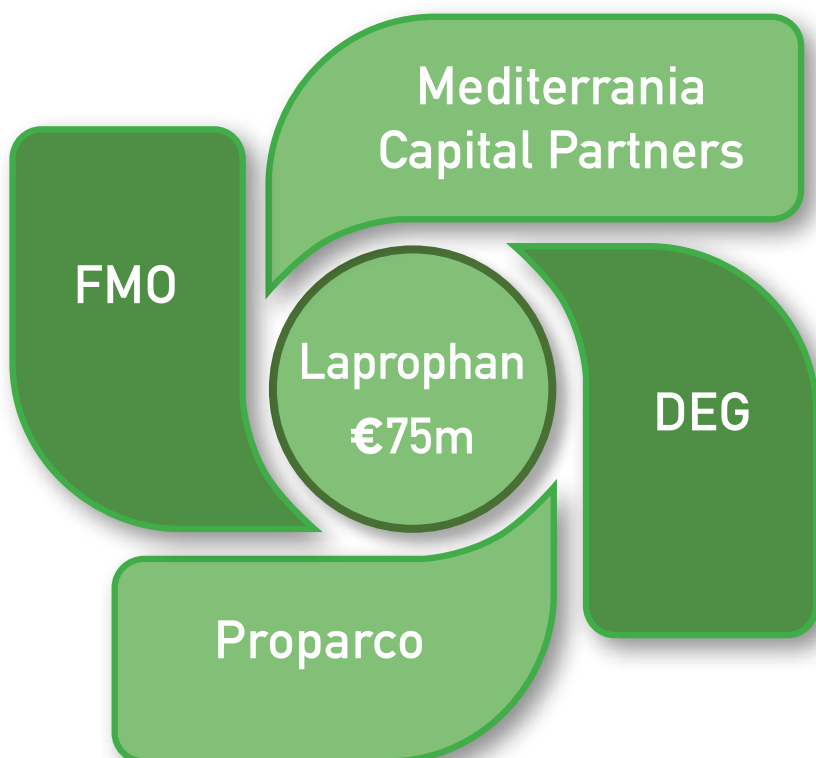 Mediterrania
Capital Partners
FMO
Laprophan
€75m
DEG
Proparco